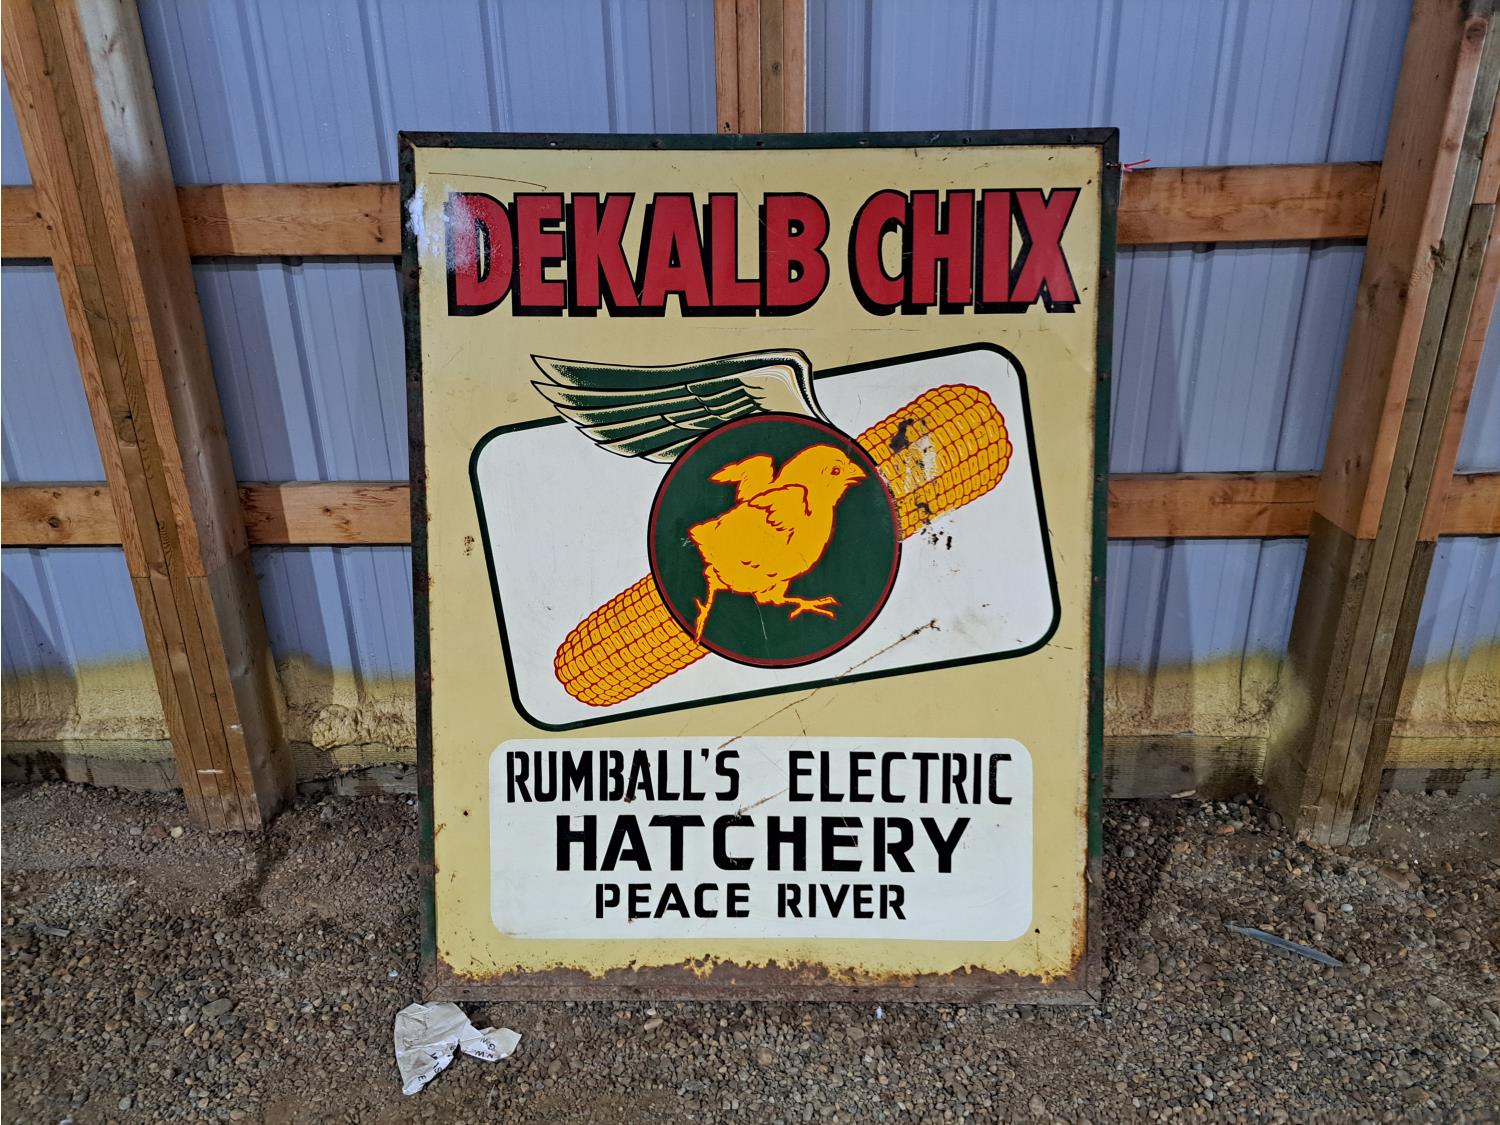 DEKALB CHIX
RUMBALL'S ELECTRIC
HATCHERY
PEACE RIVER